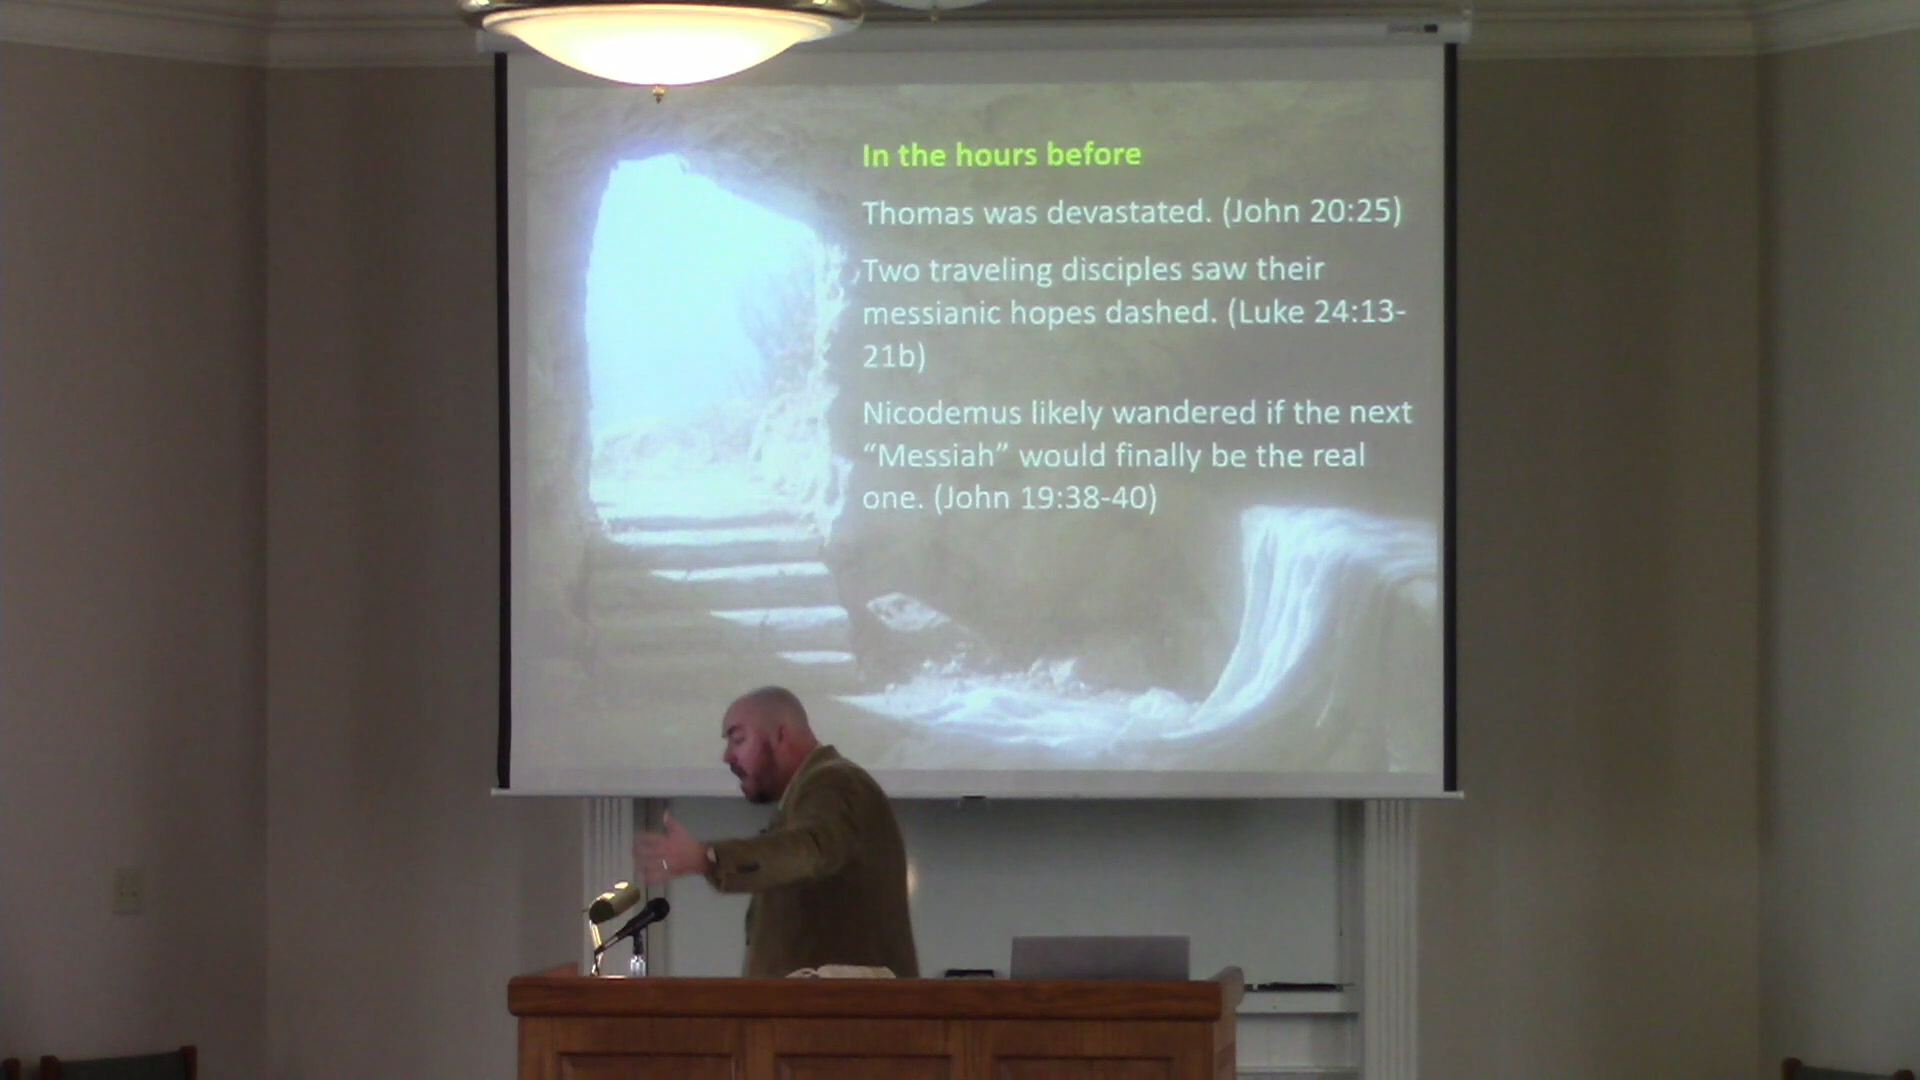 In the hours before
Thomas was devastated. (John 20:25)
Two traveling disciples saw their
messianic hopes dashed. (Luke 24:13-
21b)
Nicodemus likely wandered if the next
“Messiah” would finally be the real
one. (John 19:38-40)